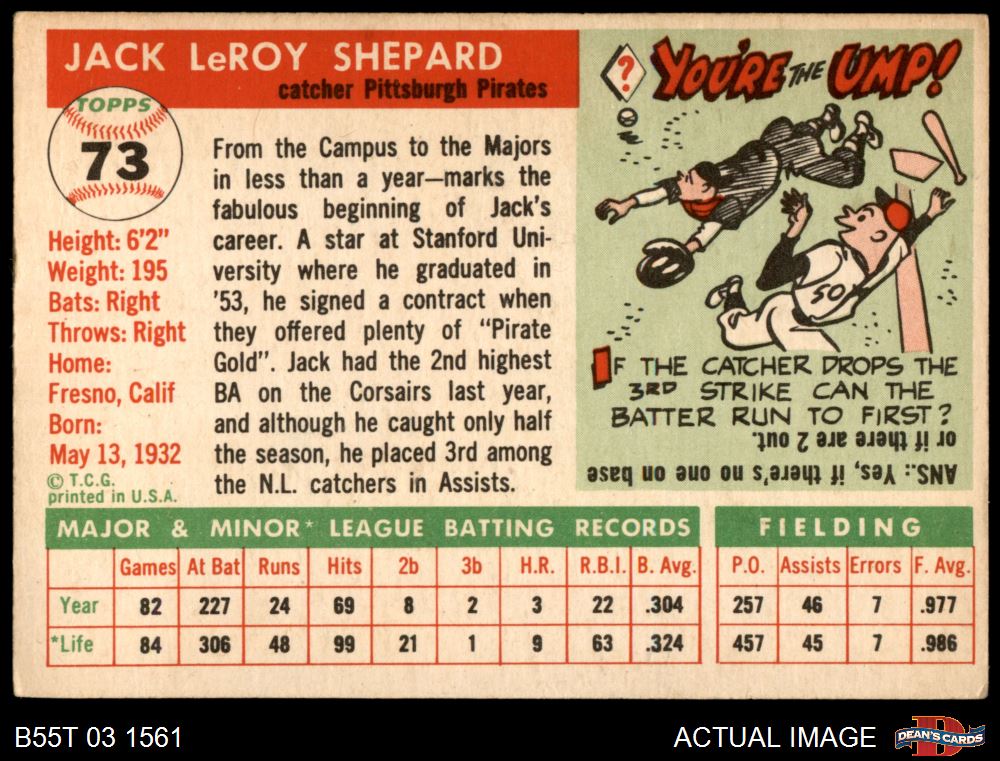 JACK LeROY SHEPARD
catcher Pittsburgh Pirates
TOPPS
73
Height: 6'2"
Weight: 195
Bats: Right
Throws: Right
Home:
Fresno, Calif
Born:
May 13, 1932
© T.C.G.
printed in U.S.A.
From the Campus to the Majors
in less than a year—marks the
fabulous beginning of Jack's
career. A star at Stanford Uni-
versity where he graduated in
'53, he signed a contract when
they offered plenty of "Pirate
Gold". Jack had the 2nd highest
BA on the Corsairs last year,
and although he caught only half
the season, he placed 3rd among
the N.L. catchers in Assists.
? YOU'RE THE UMP!
SO
IF THE CATCHER DROPS THE
3RD STRIKE CAN THE
BATTER RUN TO FIRST?
ANS.: Yes, if there's no one on base
or if there are 2 out.
MAJOR & MINOR* LEAGUE BATTING RECORDS
Games At Bat Runs Hits 2b 3b H.R. R.B.I. B. Avg.
Year 82 227 24 69 8 2 3 22 .304
*Life 84 306 48 99 21 1 9 63 .324
FIELDING
P.O. Assists Errors F. Avg.
257 46 7 .977
457 45 7 .986
B55T 03 1561
ACTUAL IMAGE
DEAN'S CARDS